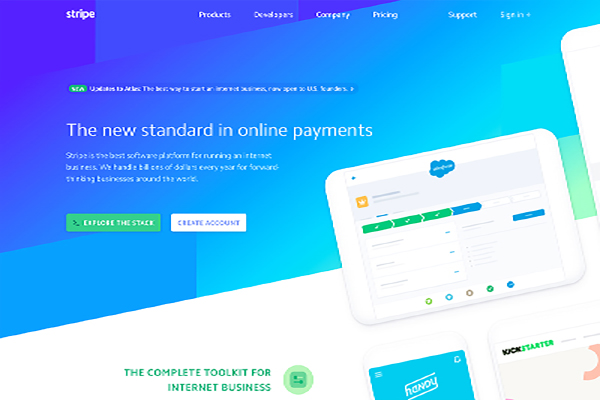 stripe
Products Developers Company Pricing Support Sign in
NEW Updates to Atlas: The best way to start an internet business, now open to U.S. founders.
The new standard in online payments
Stripe is the best software platform for running an internet
business. We handle billions of dollars every year for forward-
thinking businesses around the world.
EXPLORE THE STACK CREATE ACCOUNT
salesforce
KICKSTARTER
THE COMPLETE TOOLKIT FOR
INTERNET BUSINESS
handy